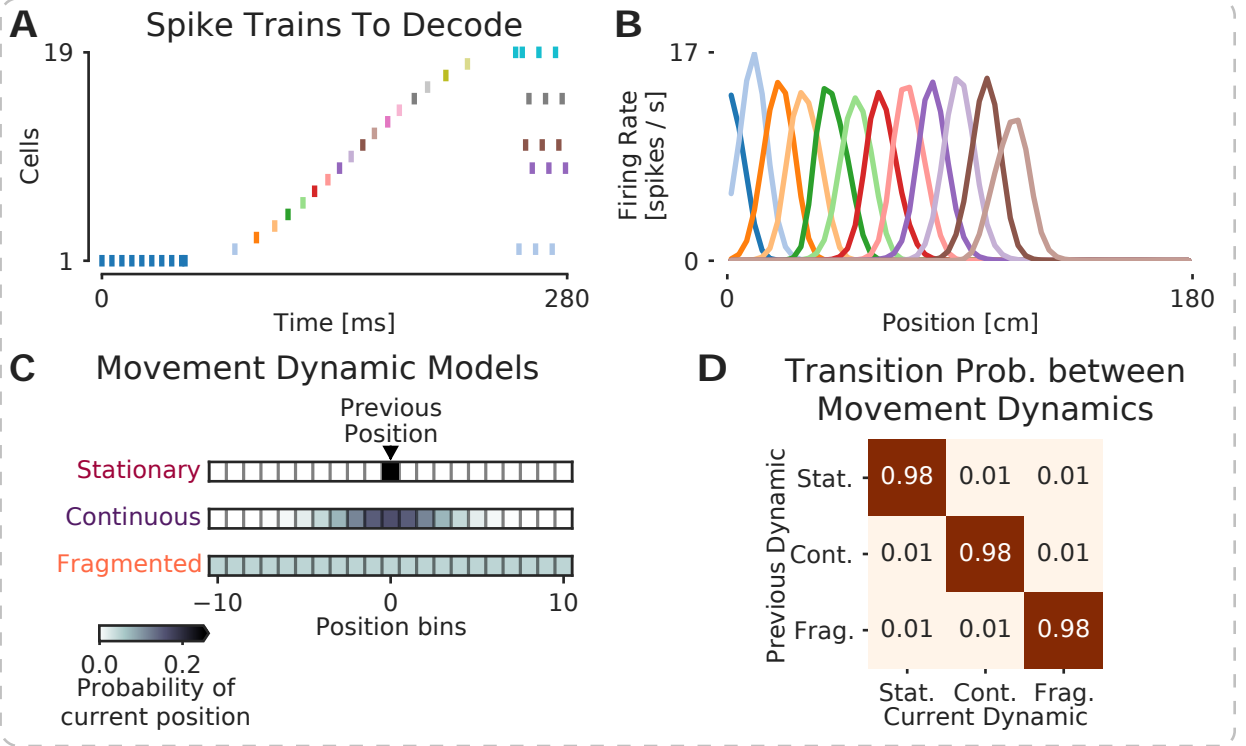 A
Spike Trains To Decode
19
Cells
1
0
280
Time [ms]
B
17
Firing Rate
[spikes / s]
0
0
180
Position [cm]
C
Movement Dynamic Models
Previous
Position
Stationary
Continuous
Fragmented
−10
0
10
Position bins
0.0
0.2
Probability of
current position
D
Transition Prob. between
Movement Dynamics
Previous Dynamic
Stat.
0.98
0.01
0.01
Cont.
0.01
0.98
0.01
Frag.
0.01
0.01
0.98
Stat.
Cont.
Frag.
Current Dynamic